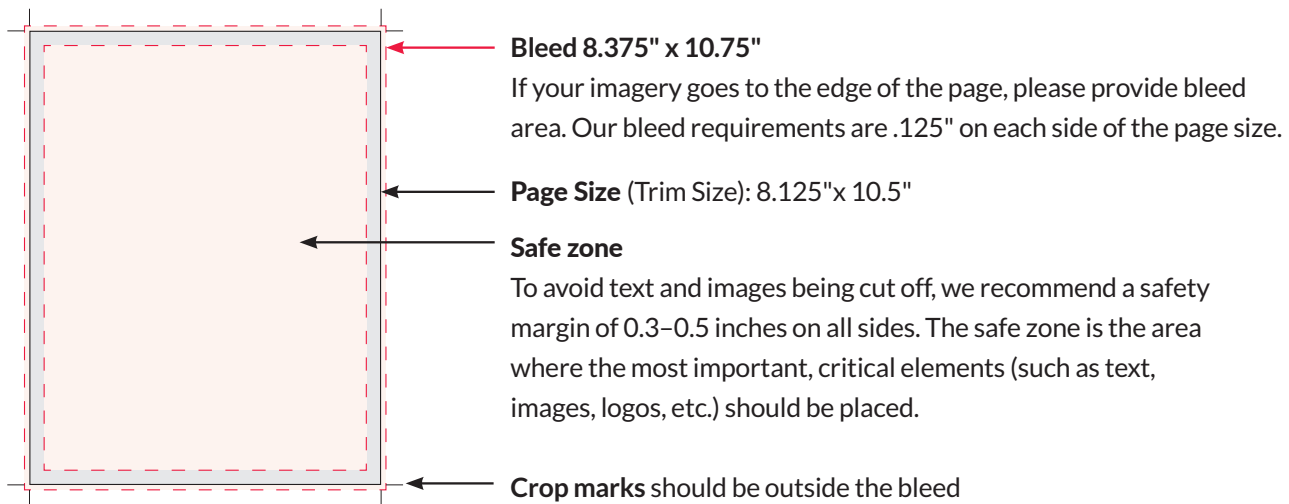 Bleed 8.375" x 10.75"
If your imagery goes to the edge of the page, please provide bleed
area. Our bleed requirements are .125" on each side of the page size.
Page Size (Trim Size): 8.125"x 10.5"
Safe zone
To avoid text and images being cut off, we recommend a safety
margin of 0.3–0.5 inches on all sides. The safe zone is the area
where the most important, critical elements (such as text,
images, logos, etc.) should be placed.
Crop marks should be outside the bleed